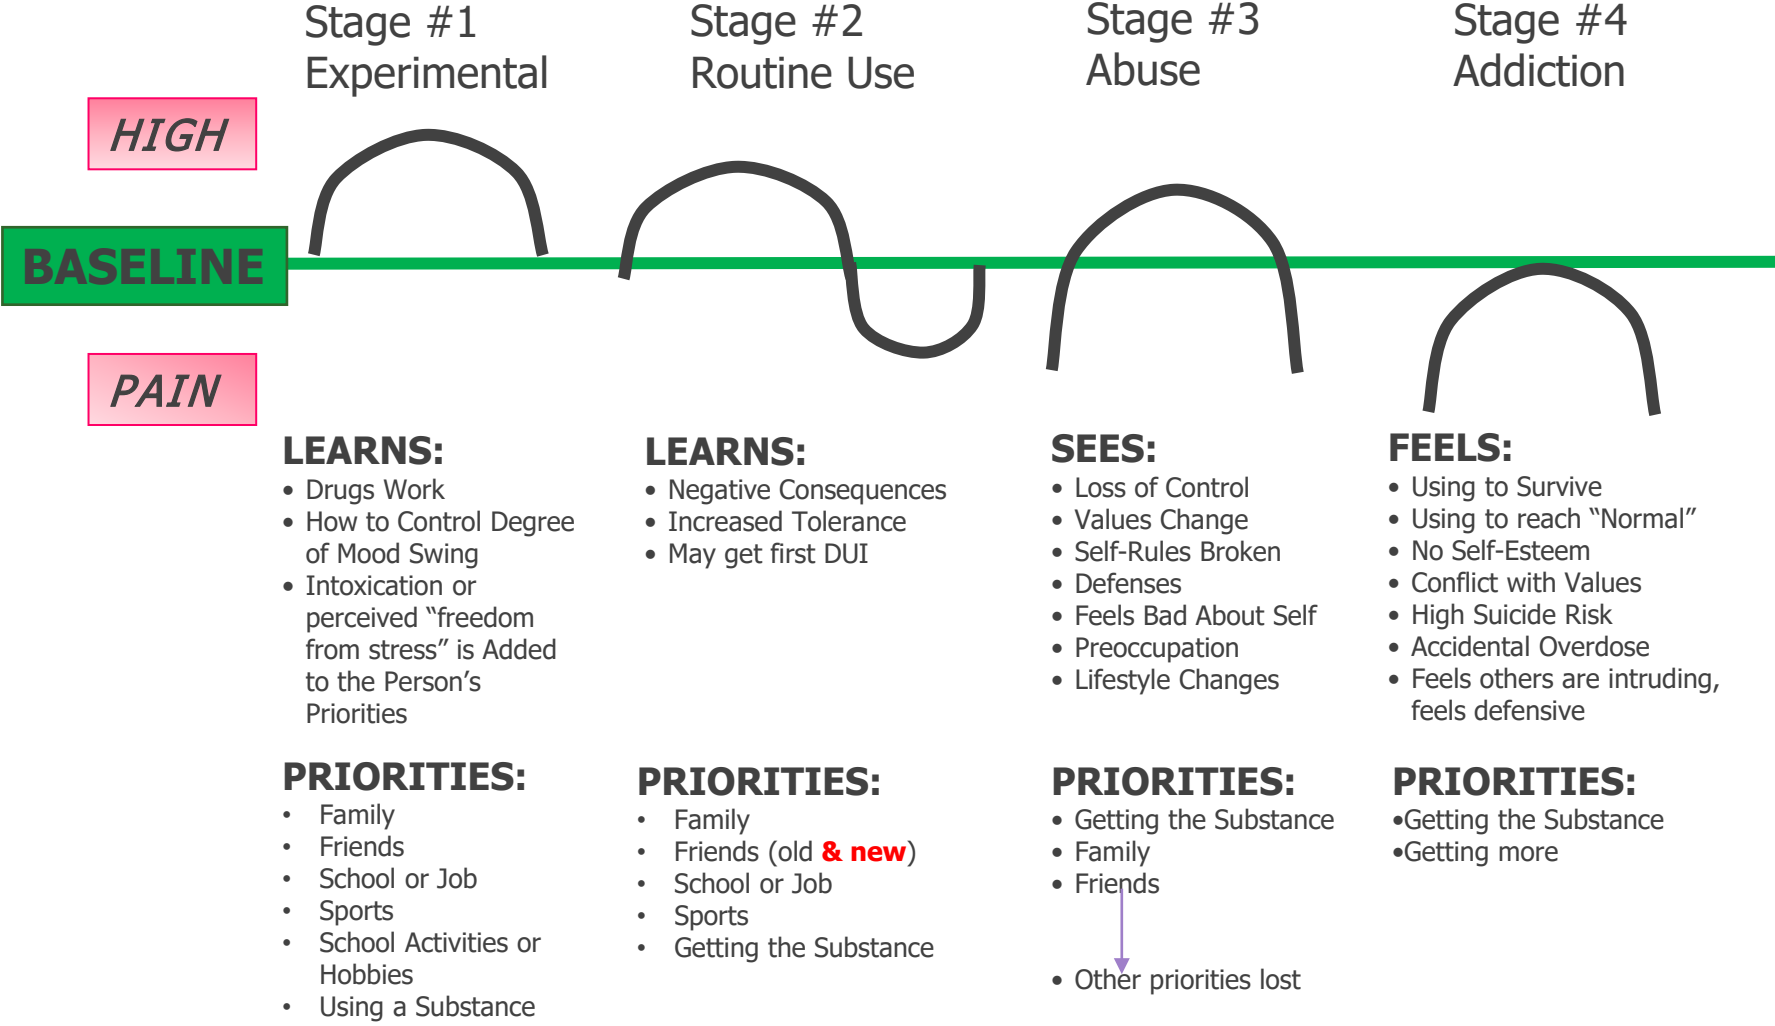 Stage #1
Experimental
Stage #2
Routine Use
Stage #3
Abuse
Stage #4
Addiction
HIGH
BASELINE
PAIN
LEARNS:
• Drugs Work
• How to Control Degree
of Mood Swing
• Intoxication or
perceived “freedom
from stress” is Added
to the Person’s
Priorities
PRIORITIES:
• Family
• Friends
• School or Job
• Sports
• School Activities or
Hobbies
• Using a Substance
LEARNS:
• Negative Consequences
• Increased Tolerance
• May get first DUI
PRIORITIES:
• Family
• Friends (old & new)
• School or Job
• Sports
• Getting the Substance
SEES:
• Loss of Control
• Values Change
• Self-Rules Broken
• Defenses
• Feels Bad About Self
• Preoccupation
• Lifestyle Changes
PRIORITIES:
• Getting the Substance
• Family
• Friends
• Other priorities lost
FEELS:
• Using to Survive
• Using to reach “Normal”
• No Self-Esteem
• Conflict with Values
• High Suicide Risk
• Accidental Overdose
• Feels others are intruding,
feels defensive
PRIORITIES:
•Getting the Substance
•Getting more